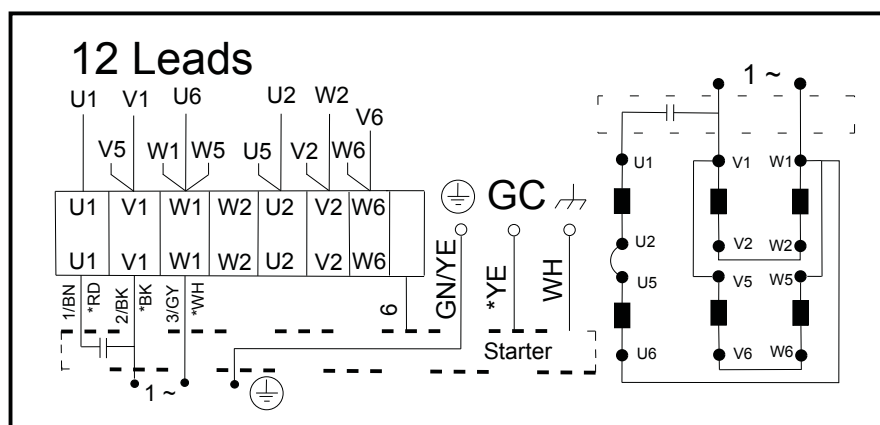 12 Leads
U1 V1 U6 U2 W2 V6
V5 W1 W5 U5 V2 W6
U1 V1 W1 W2 U2 V2 W6
U1 V1 W1 W2 U2 V2 W6
1/BN *RD 2/BK *BK 3/GY *WH 6 GN/YE *YE WH
GC
Starter
1 ~
1 ~
U1 V1 W1
U2 V2 W2
U5 V5 W5
U6 V6 W6